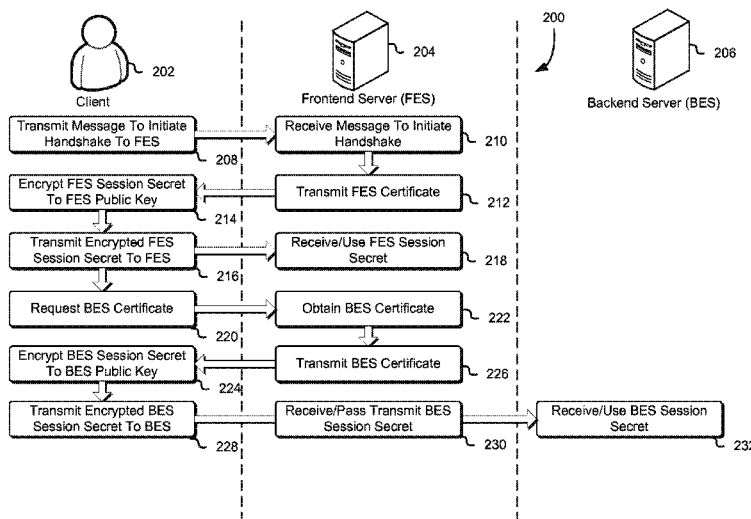 202
Client
204
Frontend Server (FES)
200
206
Backend Server (BES)
Transmit Message To Initiate
Handshake To FES
208
Receive Message To Initiate
Handshake
210
Encrypt FES Session Secret
To FES Public Key
214
Transmit FES Certificate
212
Transmit Encrypted FES
Session Secret To FES
216
Receive/Use FES Session
Secret
218
Request BES Certificate
220
Obtain BES Certificate
222
Encrypt BES Session Secret
To BES Public Key
224
Transmit BES Certificate
226
Transmit Encrypted BES
Session Secret To BES
228
Receive/Pass Transmit BES
Session Secret
230
Receive/Use BES Session
Secret
232